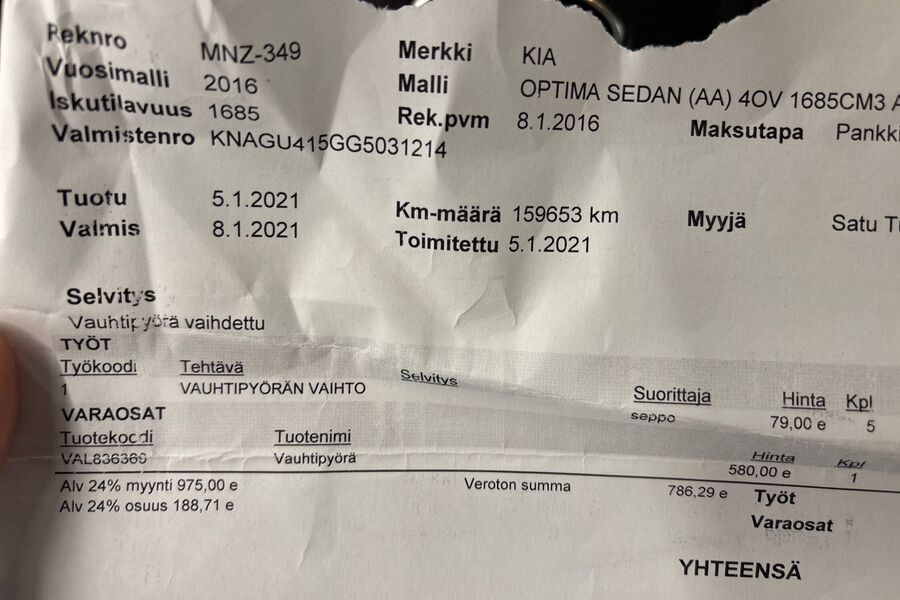 Reknro MNZ-349 Merkki KIA
Vuosimalli 2016 Malli OPTIMA SEDAN (AA) 4OV 1685CM3 A
Iskutilavuus 1685 Rek.pvm 8.1.2016 Maksutapa Pankki
Valmistenro KNAGU415GG5031214
Tuotu 5.1.2021 Km-määrä 159653 km Myyjä Satu
Valmis 8.1.2021 Toimitettu 5.1.2021
Selvitys
Vauhtipyörä vaihdettu
TYÖT
Työkoodi Tehtävä Selvitys Suorittaja Hinta Kpl
1 VAUHTIPYÖRÄN VAIHTO seppo 79,00 e 5
VARAOSAT
Tuotekoodi Tuotenimi Hinta Kpl
VAL836369 Vauhtipyörä 580,00 e 1
Alv 24% myynti 975,00 e Veroton summa 786,29 e Työt
Alv 24% osuus 188,71 e Varaosat
YHTEENSÄ